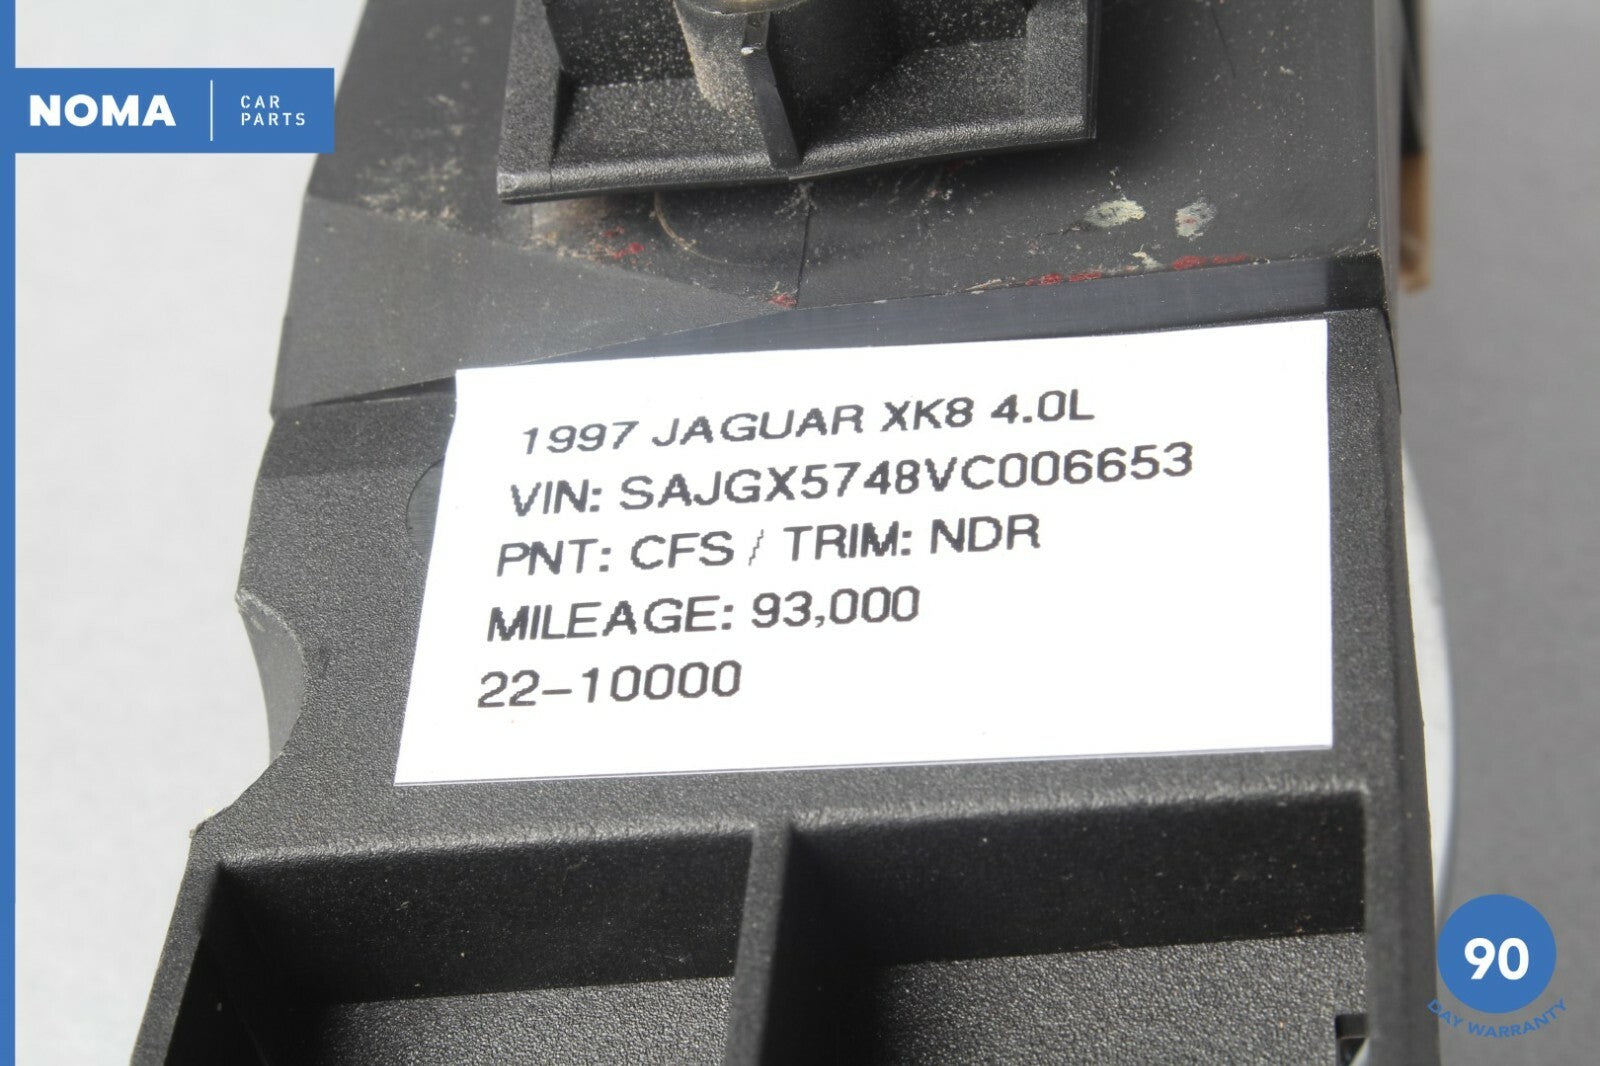 NOMA
CAR
PARTS
1997 JAGUAR XK8 4.0L
VIN: SAJGX5748VC006653
PNT: CFS / TRIM: NDR
MILEAGE: 93,000
22-10000
90
DAY WARRANTY